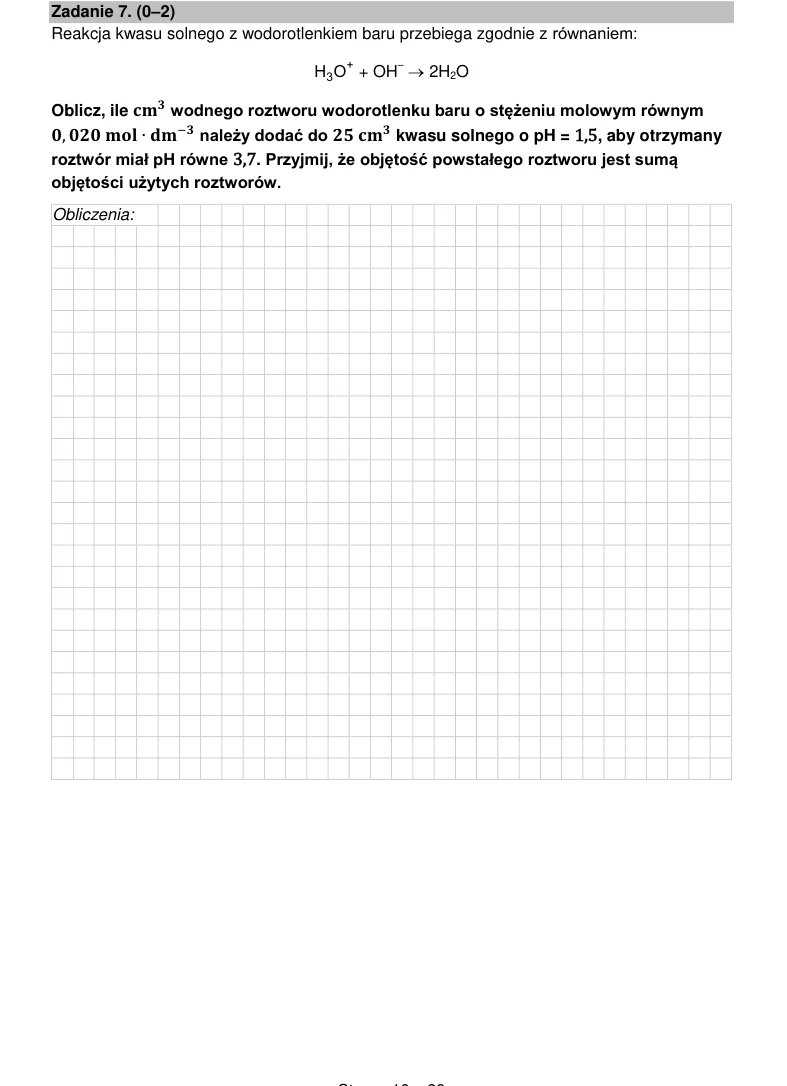 Zadanie 7. (0–2)
Reakcja kwasu solnego z wodorotlenkiem baru przebiega zgodnie z równaniem:
H₃O⁺ + OH⁻ → 2H₂O
Oblicz, ile cm³ wodnego roztworu wodorotlenku baru o stężeniu molowym równym
0,020 mol · dm⁻³ należy dodać do 25 cm³ kwasu solnego o pH = 1,5, aby otrzymany
roztwór miał pH równe 3,7. Przyjmij, że objętość powstałego roztworu jest sumą
objętości użytych roztworów.
Obliczenia: